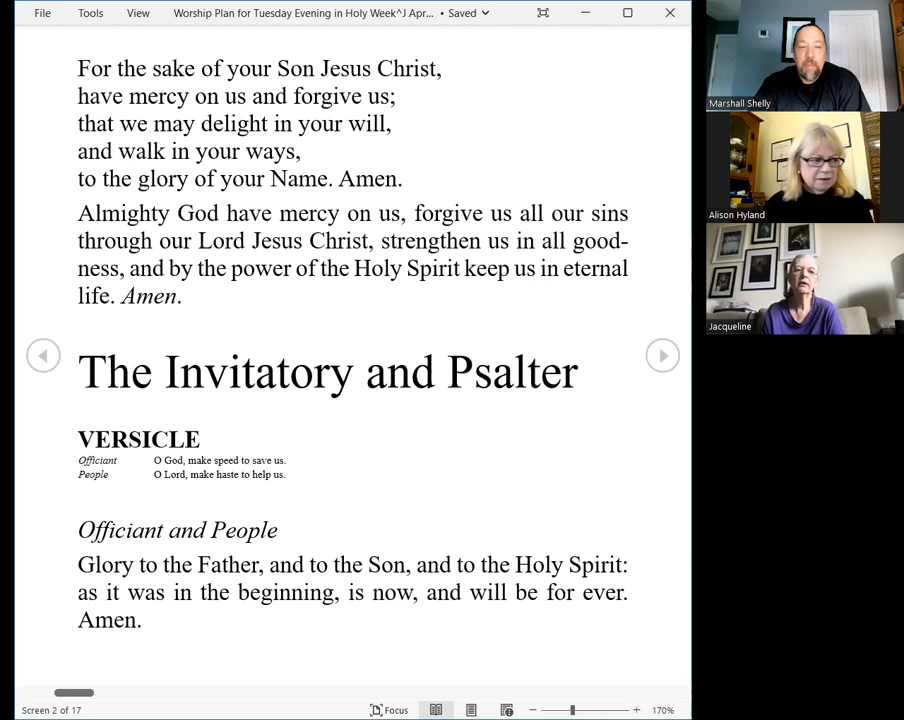 File Tools View Worship Plan for Tuesday Evening in Holy Week^J Apr... • Saved
For the sake of your Son Jesus Christ,
have mercy on us and forgive us;
that we may delight in your will,
and walk in your ways,
to the glory of your Name. Amen.
Almighty God have mercy on us, forgive us all our sins
through our Lord Jesus Christ, strengthen us in all good-
ness, and by the power of the Holy Spirit keep us in eternal
life. Amen.
The Invitatory and Psalter
VERSICLE
Officiant O God, make speed to save us.
People O Lord, make haste to help us.
Officiant and People
Glory to the Father, and to the Son, and to the Holy Spirit:
as it was in the beginning, is now, and will be for ever.
Amen.
Screen 2 of 17 Focus 170%
Marshall Shelly
Alison Hyland
Jacqueline